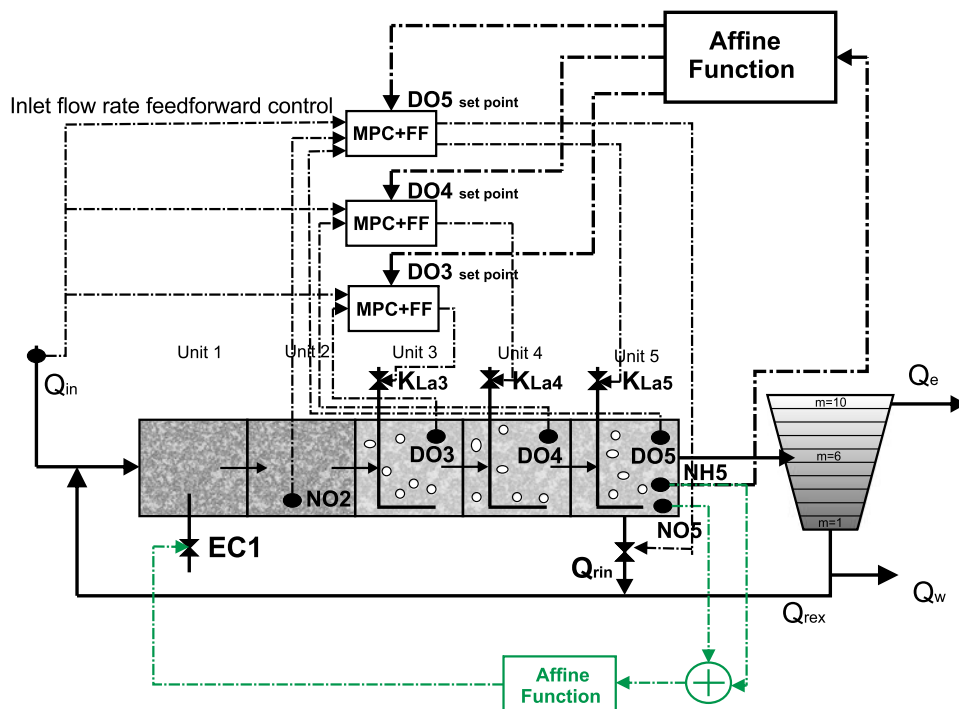 Affine
Function
Inlet flow rate feedforward control
DO5 set point
MPC+FF
DO4 set point
MPC+FF
DO3 set point
MPC+FF
Unit 1
Unit 2
Unit 3
Unit 4
Unit 5
Qin
KLa3
KLa4
KLa5
Qe
m=10
DO3
DO4
DO5
m=6
NH5
NO2
m=1
NO5
EC1
Qrin
Qw
Qrex
Affine
Function